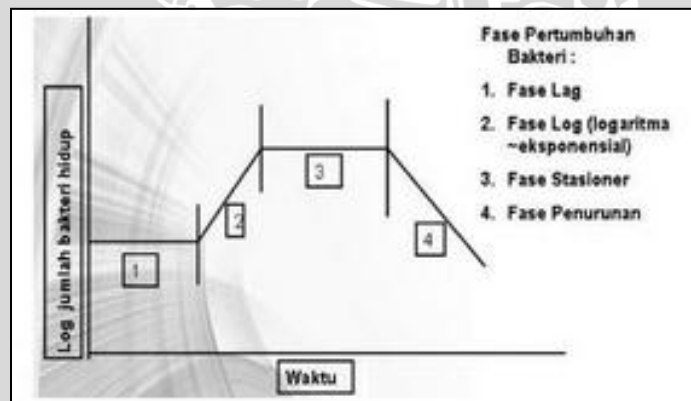 Fase Pertumbuhan
Bakteri :
1. Fase Lag
2. Fase Log (logaritma
~eksponensial)
3. Fase Stasioner
4. Fase Penurunan
Log jumlah bakteri hidup
1
2
3
4
Waktu